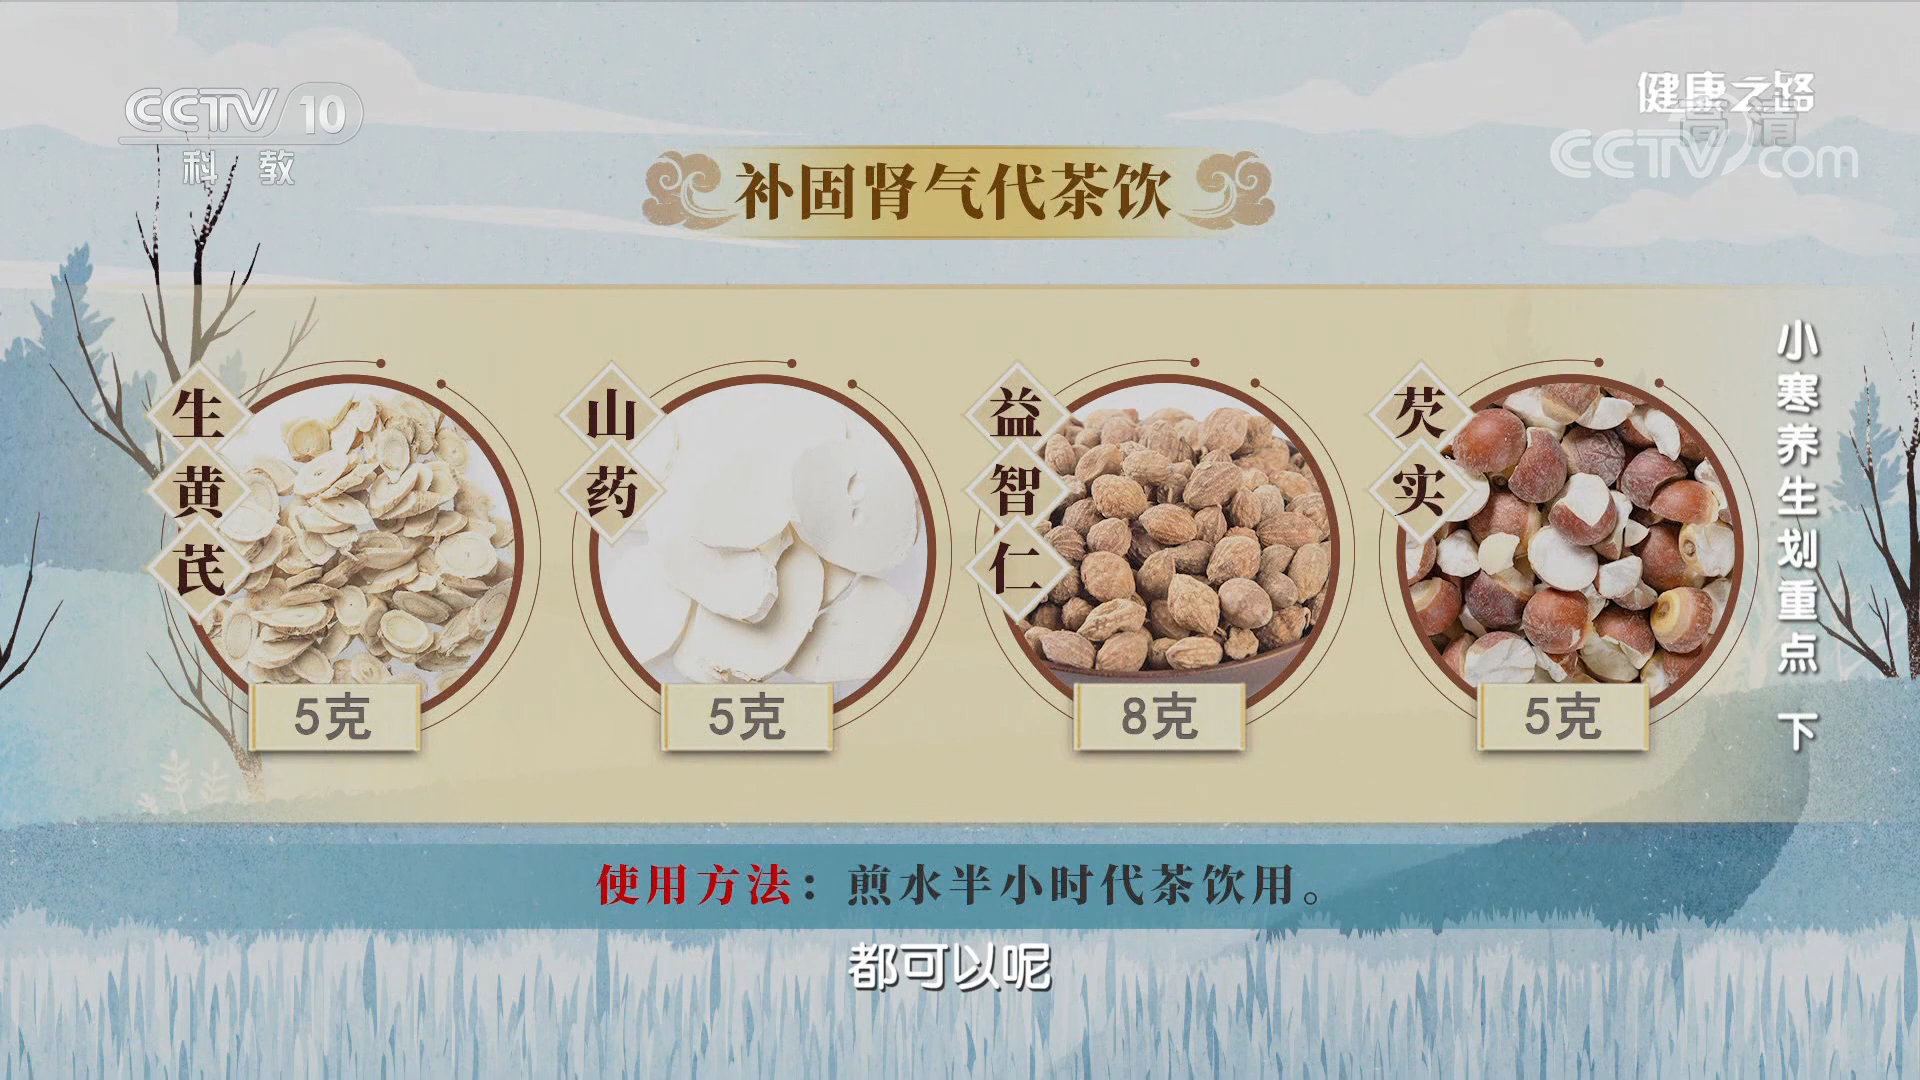 CCTV 10
科教
健康之路
高清
CCTV.com
补固肾气代茶饮
生黄芪
5克
山药
5克
益智仁
8克
芡实
5克
小寒养生划重点 下
使用方法：煎水半小时代茶饮用。
都可以呢